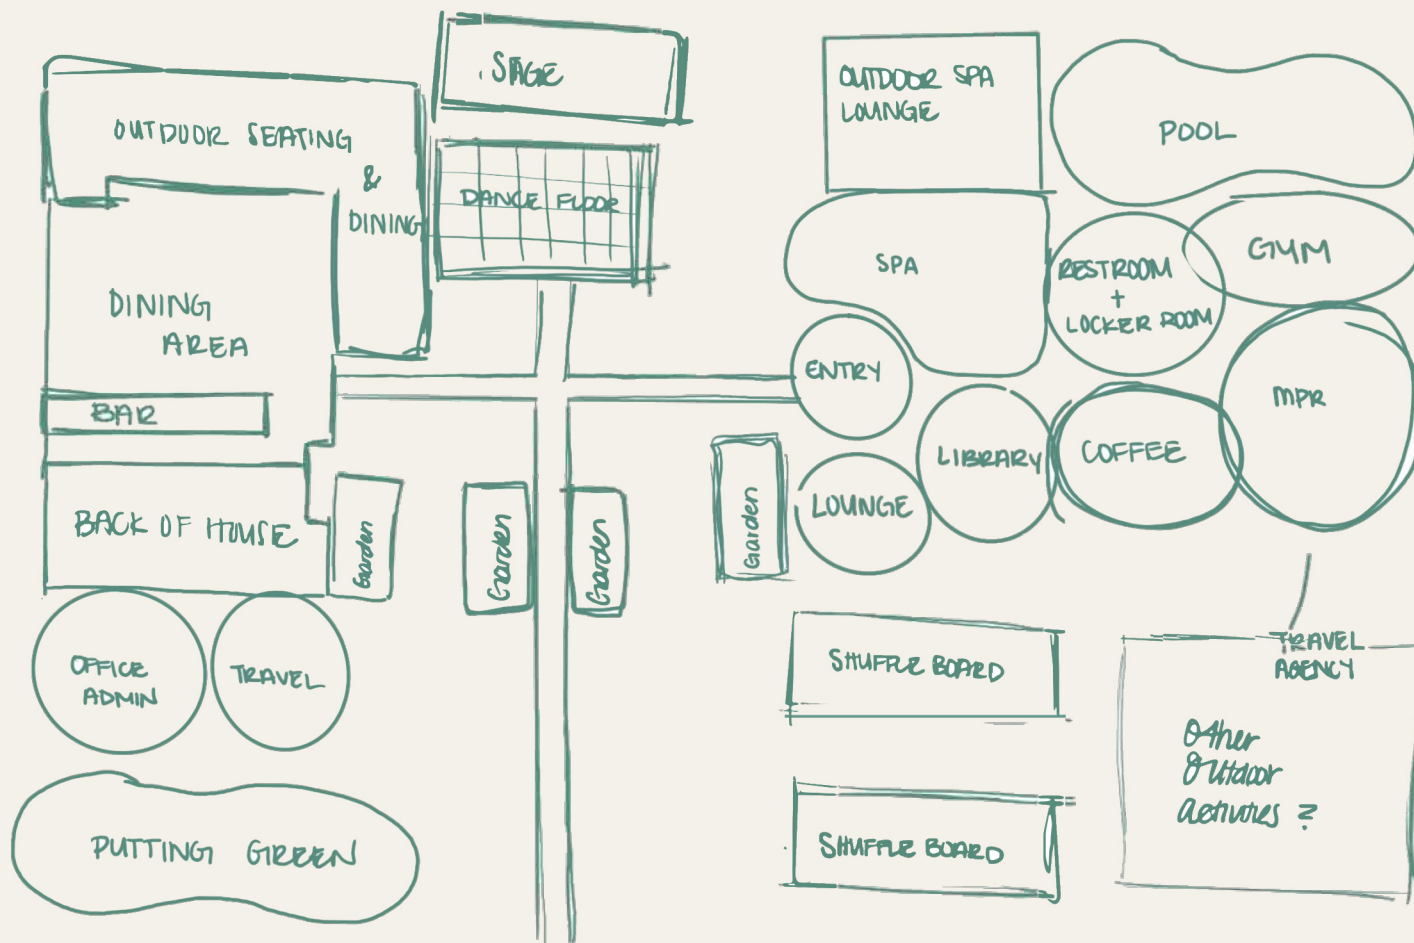 STAGE
OUTDOOR SEATING
&
DINING
DANCE FLOOR
DINING
AREA
BAR
BACK OF HOUSE
Garden
Garden
Garden
Garden
OFFICE
ADMIN
TRAVEL
PUTTING GREEN
OUTDOOR SPA
LOUNGE
POOL
SPA
RESTROOM
+
LOCKER ROOM
GYM
ENTRY
LIBRARY
COFFEE
MPR
LOUNGE
SHUFFLE BOARD
SHUFFLE BOARD
TRAVEL
AGENCY
Other
Outdoor
Activities ?